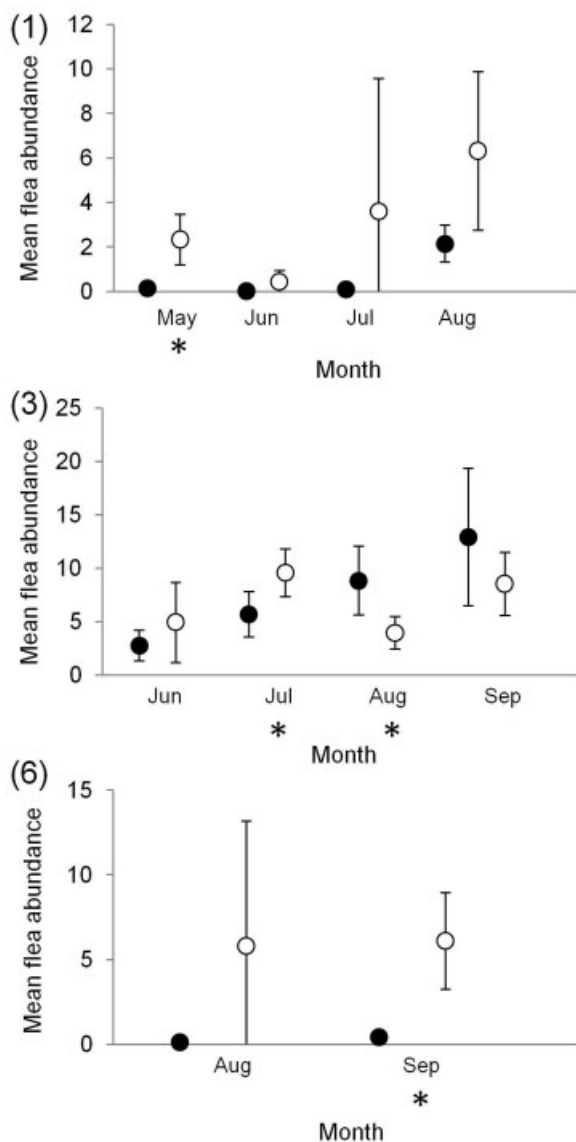 (1)
Mean flea abundance
12
10
8
6
4
2
0
May Jun Jul Aug
*
Month
(3)
Mean flea abundance
25
20
15
10
5
0
Jun Jul Aug Sep
* *
Month
(6)
Mean flea abundance
15
10
5
0
Aug Sep
*
Month